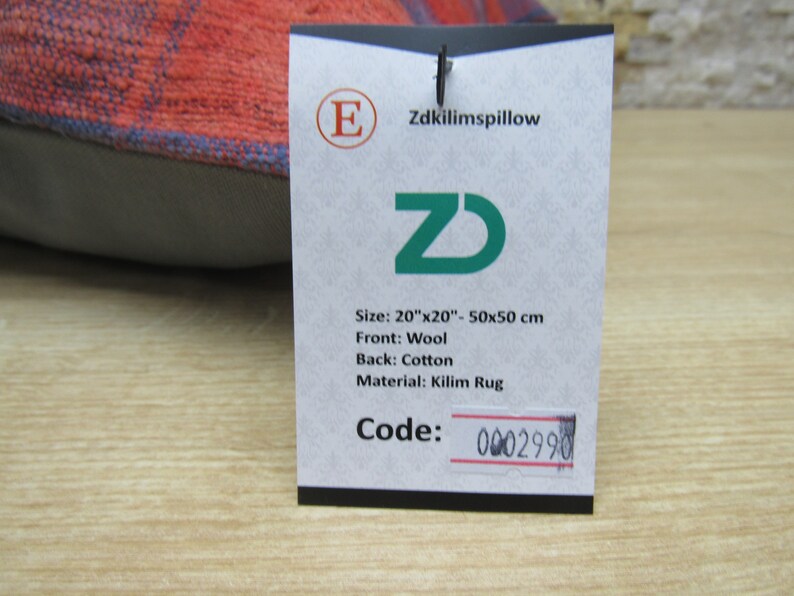 E
Zdkilimspillow
ZD
Size: 20"x20"- 50x50 cm
Front: Wool
Back: Cotton
Material: Kilim Rug
Code: 0002990